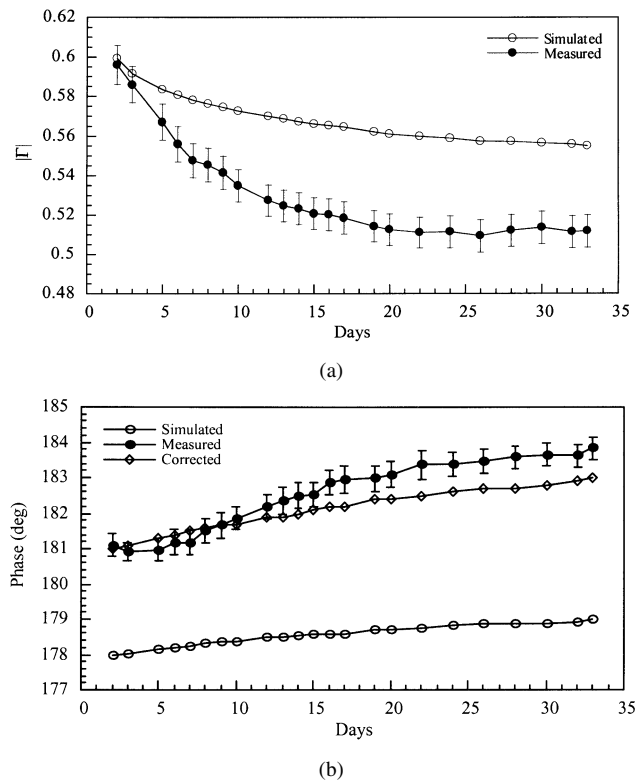 0.62
0.6
0.58
0.56
0.54
0.52
0.5
0.48
|Γ|
Simulated
Measured
0 5 10 15 20 25 30 35
Days
(a)
185
184
183
182
181
180
179
178
177
Phase (deg)
Simulated
Measured
Corrected
0 5 10 15 20 25 30 35
Days
(b)